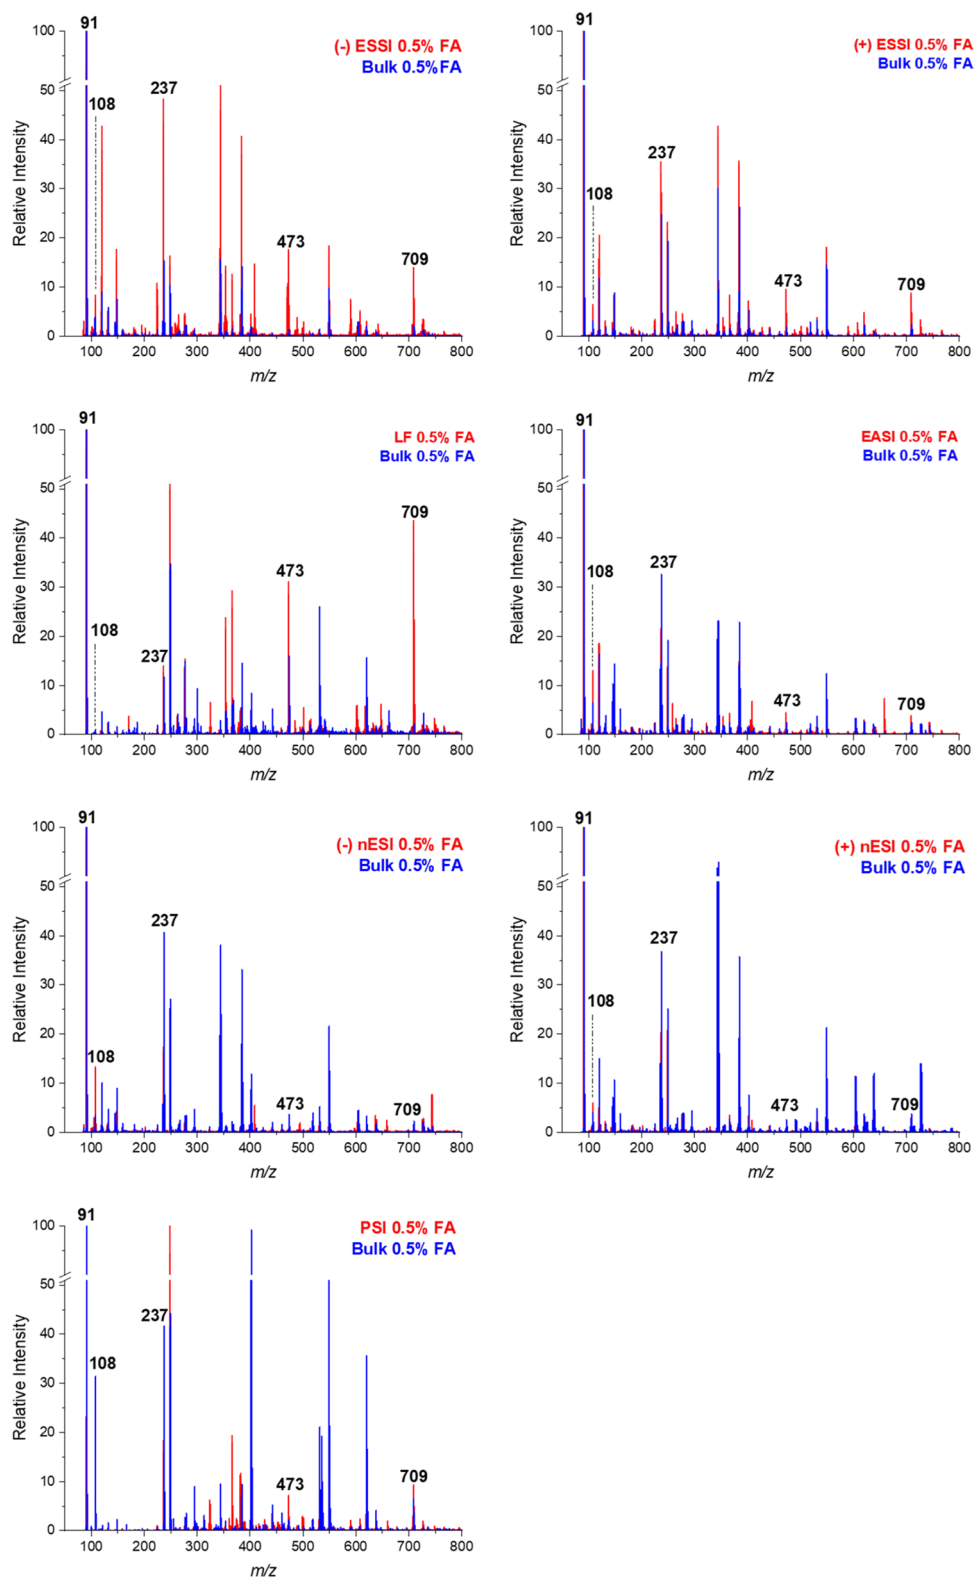 91
100
(-) ESSI 0.5% FA
Bulk 0.5%FA
50
108
237
40
30
20
473
709
10
0
100 200 300 400 500 600 700 800
m/z
Relative Intensity
91
100
(+) ESSI 0.5% FA
Bulk 0.5% FA
50
40
237
30
108
20
473
709
10
0
100 200 300 400 500 600 700 800
m/z
Relative Intensity
91
100
LF 0.5% FA
Bulk 0.5% FA
50
709
40
473
30
108
20
237
10
0
100 200 300 400 500 600 700 800
m/z
Relative Intensity
91
100
EASI 0.5% FA
Bulk 0.5% FA
50
40
237
108
30
20
473
709
10
0
100 200 300 400 500 600 700 800
m/z
Relative Intensity
91
100
(-) nESI 0.5% FA
Bulk 0.5% FA
50
237
40
30
20
108
10
473
709
0
100 200 300 400 500 600 700 800
m/z
Relative Intensity
91
100
(+) nESI 0.5% FA
Bulk 0.5% FA
50
40
237
30
108
20
10
473
709
0
100 200 300 400 500 600 700 800
m/z
Relative Intensity
91
100
PSI 0.5% FA
Bulk 0.5% FA
50
237
40
108
30
20
10
473
709
0
100 200 300 400 500 600 700 800
m/z
Relative Intensity